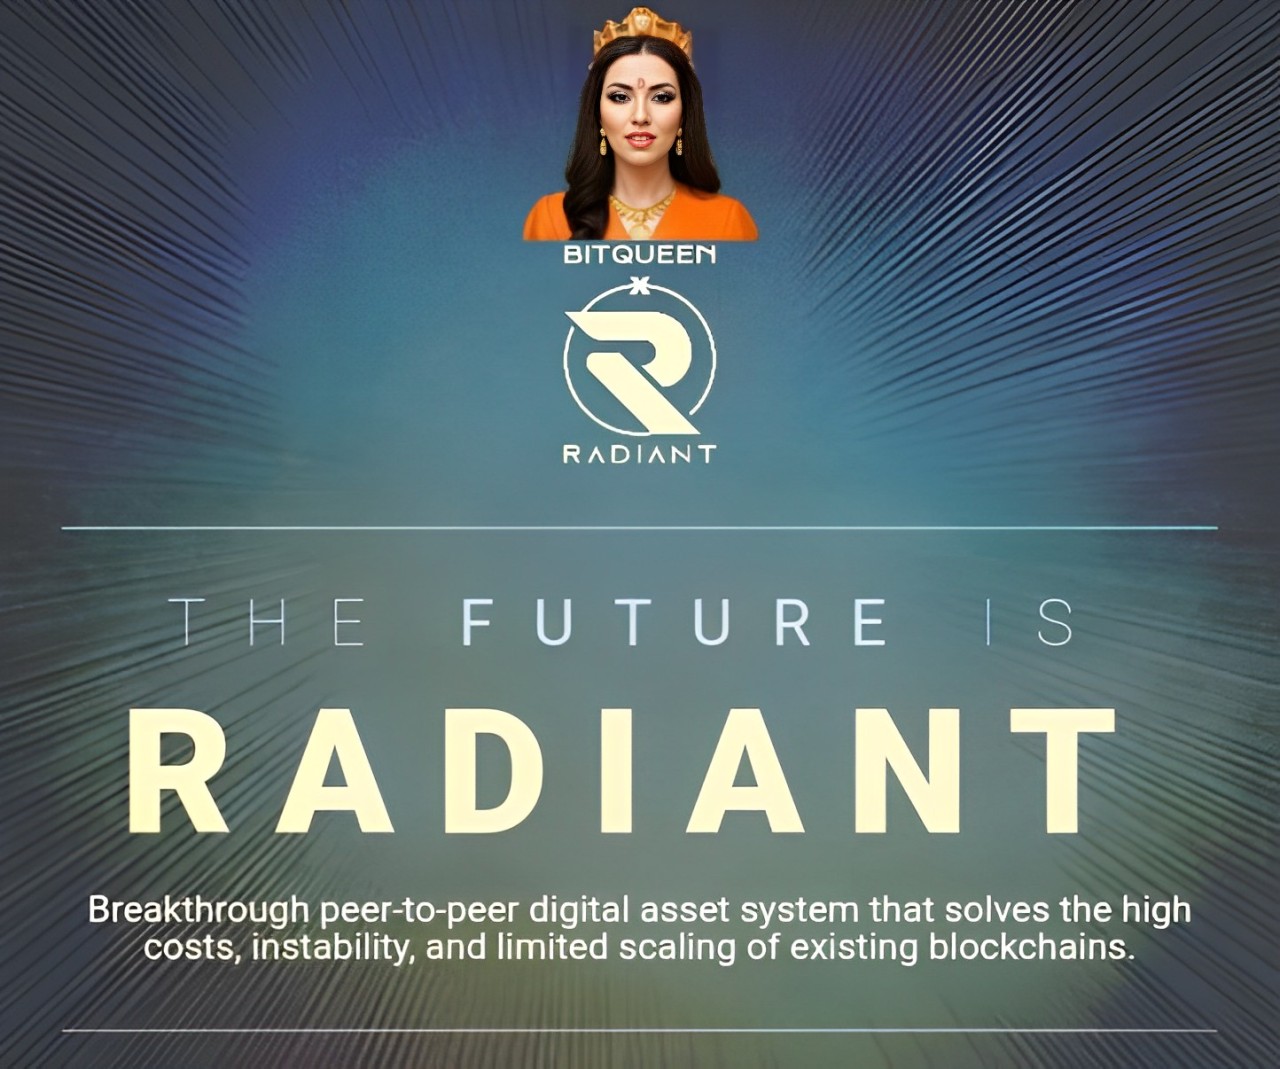 BITQUEEN
X
R
RADIANT
THE FUTURE IS
RADIANT
Breakthrough peer-to-peer digital asset system that solves the high
costs, instability, and limited scaling of existing blockchains.